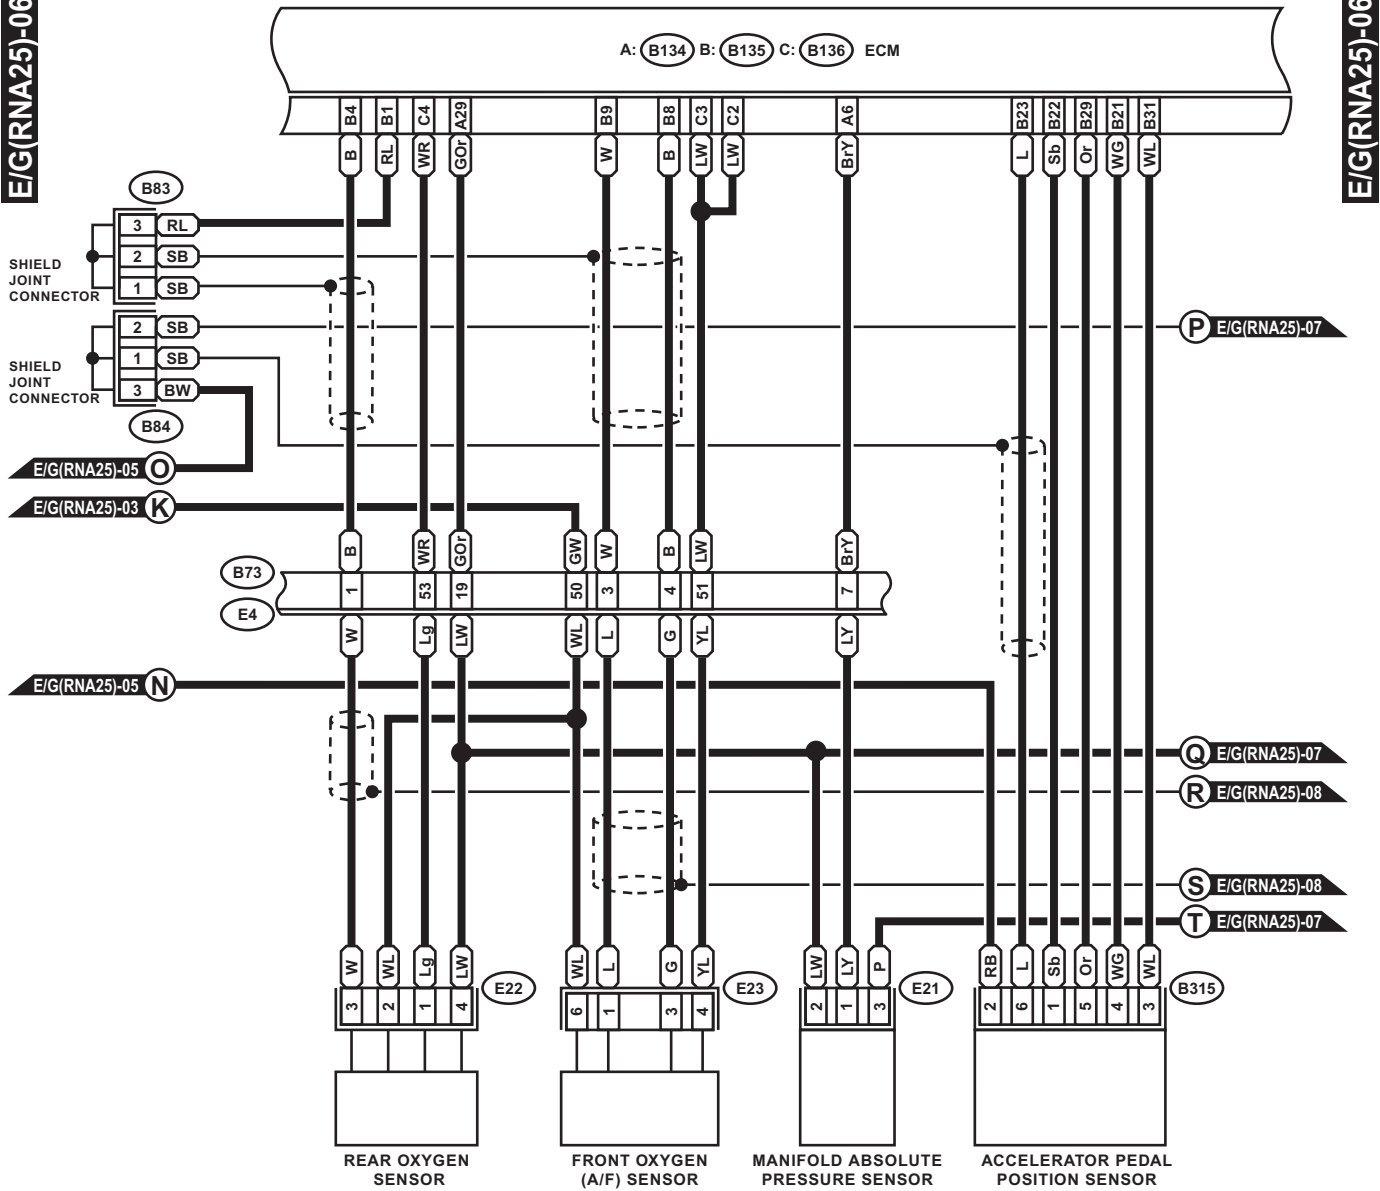 E/G(RNA25)-06
E/G(RNA25)-06
A: B134 B: B135 C: B136 ECM
B4 B1 C4 A29 B9 B8 C3 C2 A6 B23 B22 B29 B21 B31
B RL WR GOr W B LW LW BrY L Sb Or WG WL
B83
3 RL
2 SB
1 SB
SHIELD
JOINT
CONNECTOR
2 SB
1 SB
3 BW
SHIELD
JOINT
CONNECTOR
B84
P E/G(RNA25)-07
E/G(RNA25)-05 O
E/G(RNA25)-03 K
B WR GOr GW W B LW BrY
B73
1 53 19 50 3 4 51 7
E4
W Lg LW WL L G YL LY
E/G(RNA25)-05 N
Q E/G(RNA25)-07
R E/G(RNA25)-08
S E/G(RNA25)-08
T E/G(RNA25)-07
W WL Lg LW WL L G YL LW LY P RB L Sb Or WG WL
3 2 1 4 E22 6 1 3 4 E23 2 1 3 E21 2 6 1 5 4 3 B315
REAR OXYGEN
SENSOR
FRONT OXYGEN
(A/F) SENSOR
MANIFOLD ABSOLUTE
PRESSURE SENSOR
ACCELERATOR PEDAL
POSITION SENSOR